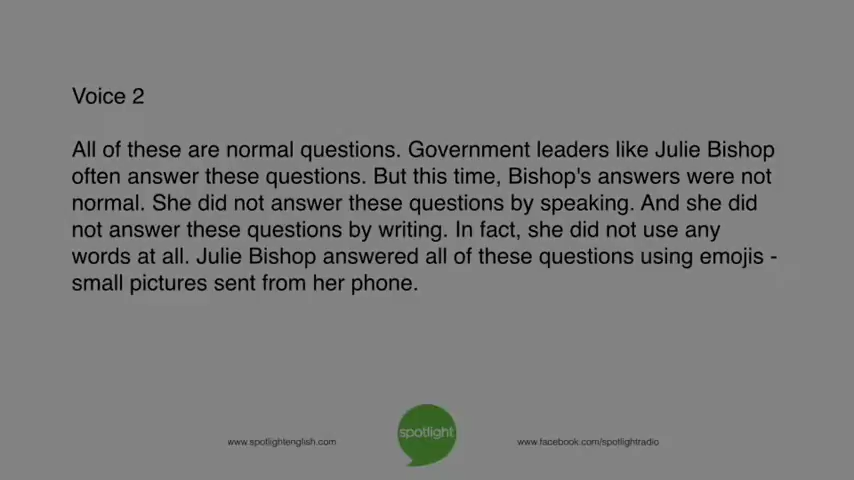 Voice 2
All of these are normal questions. Government leaders like Julie Bishop
often answer these questions. But this time, Bishop's answers were not
normal. She did not answer these questions by speaking. And she did
not answer these questions by writing. In fact, she did not use any
words at all. Julie Bishop answered all of these questions using emojis -
small pictures sent from her phone.
www.spotlightenglish.com
spotlight
www.facebook.com/spotlightradio